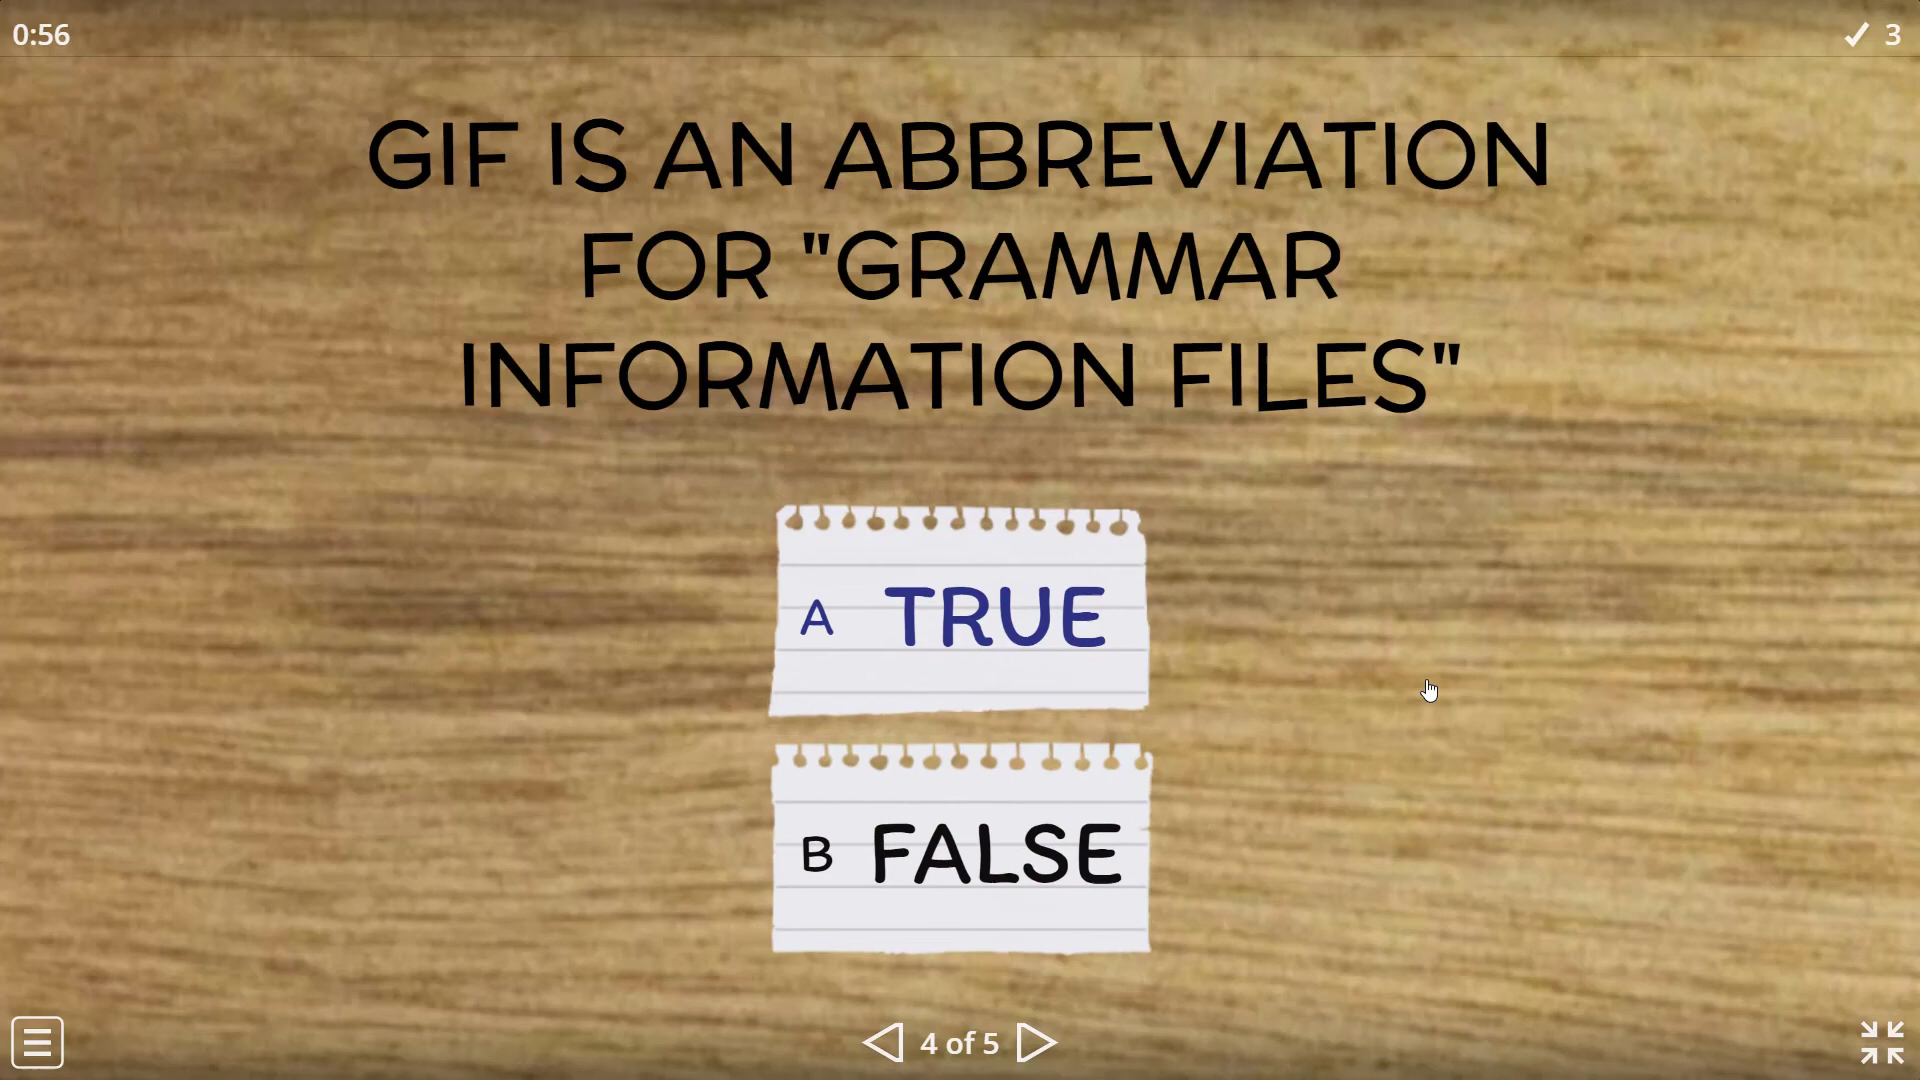 0:56
✓ 3
GIF IS AN ABBREVIATION
FOR "GRAMMAR
INFORMATION FILES"
A TRUE
B FALSE
4 of 5